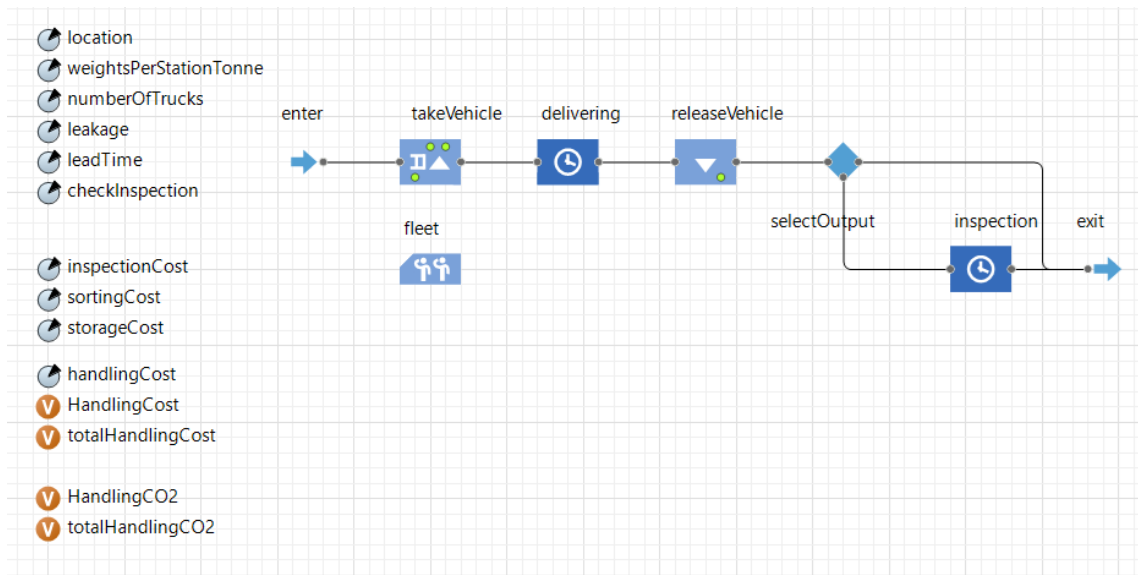 location
weightsPerStationTonne
numberOfTrucks
leakage
leadTime
checkInspection
inspectionCost
sortingCost
storageCost
handlingCost
V HandlingCost
V totalHandlingCost
V HandlingCO2
V totalHandlingCO2
enter
takeVehicle
delivering
releaseVehicle
fleet
selectOutput
inspection
exit